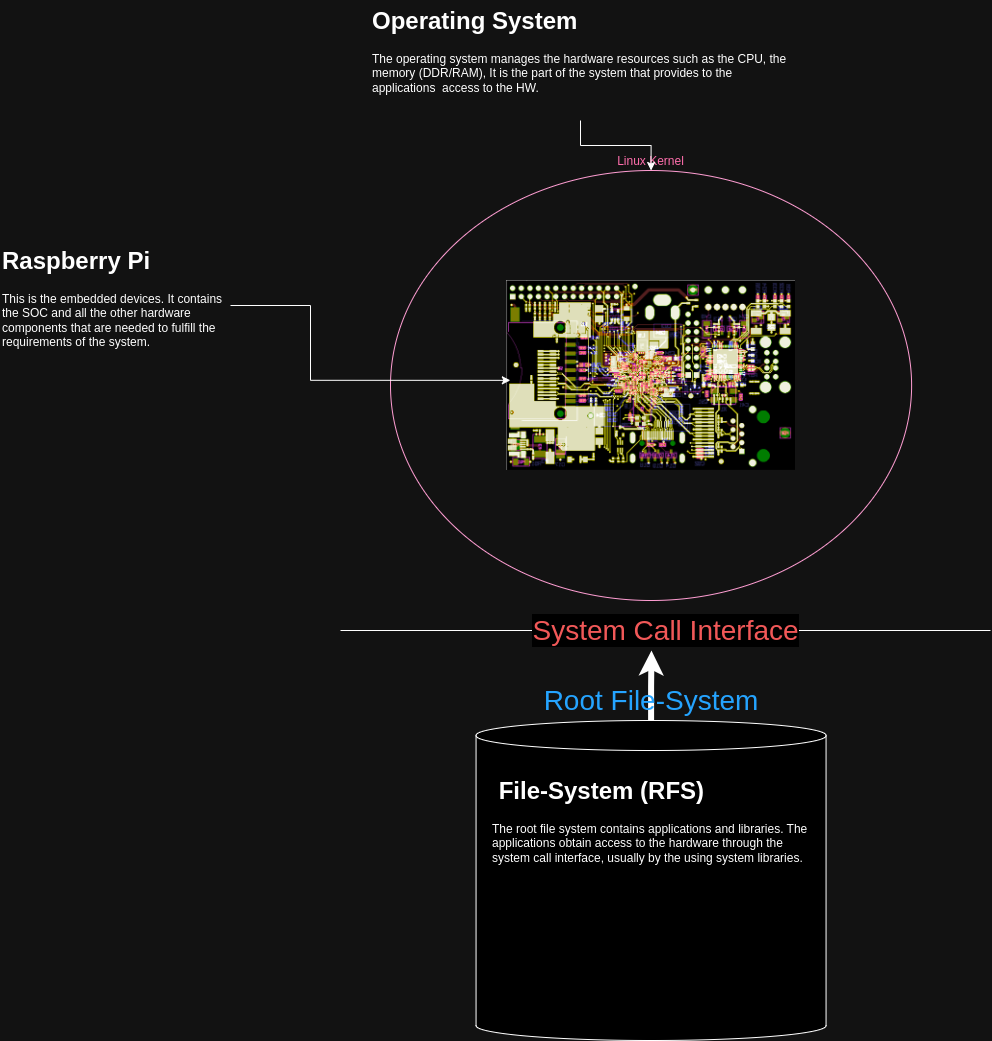 Operating System
The operating system manages the hardware resources such as the CPU, the
memory (DDR/RAM), It is the part of the system that provides to the
applications  access to the HW.
Linux Kernel
Raspberry Pi
This is the embedded devices. It contains
the SOC and all the other hardware
components that are needed to fulfill the
requirements of the system.
System Call Interface
Root File-System
File-System (RFS)
The root file system contains applications and libraries. The
applications obtain access to the hardware through the
system call interface, usually by the using system libraries.